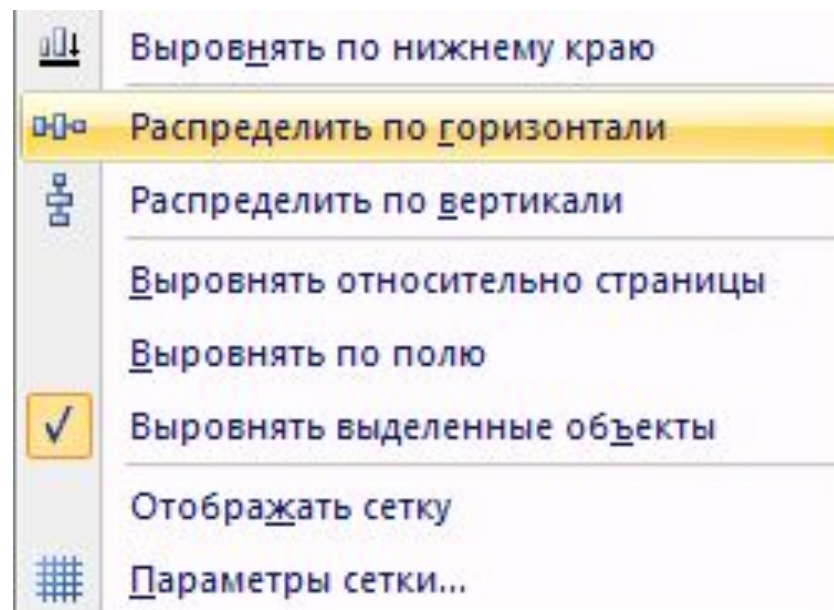 Выровнять по нижнему краю
Распределить по горизонтали
Распределить по вертикали
Выровнять относительно страницы
Выровнять по полю
Выровнять выделенные объекты
Отображать сетку
Параметры сетки...